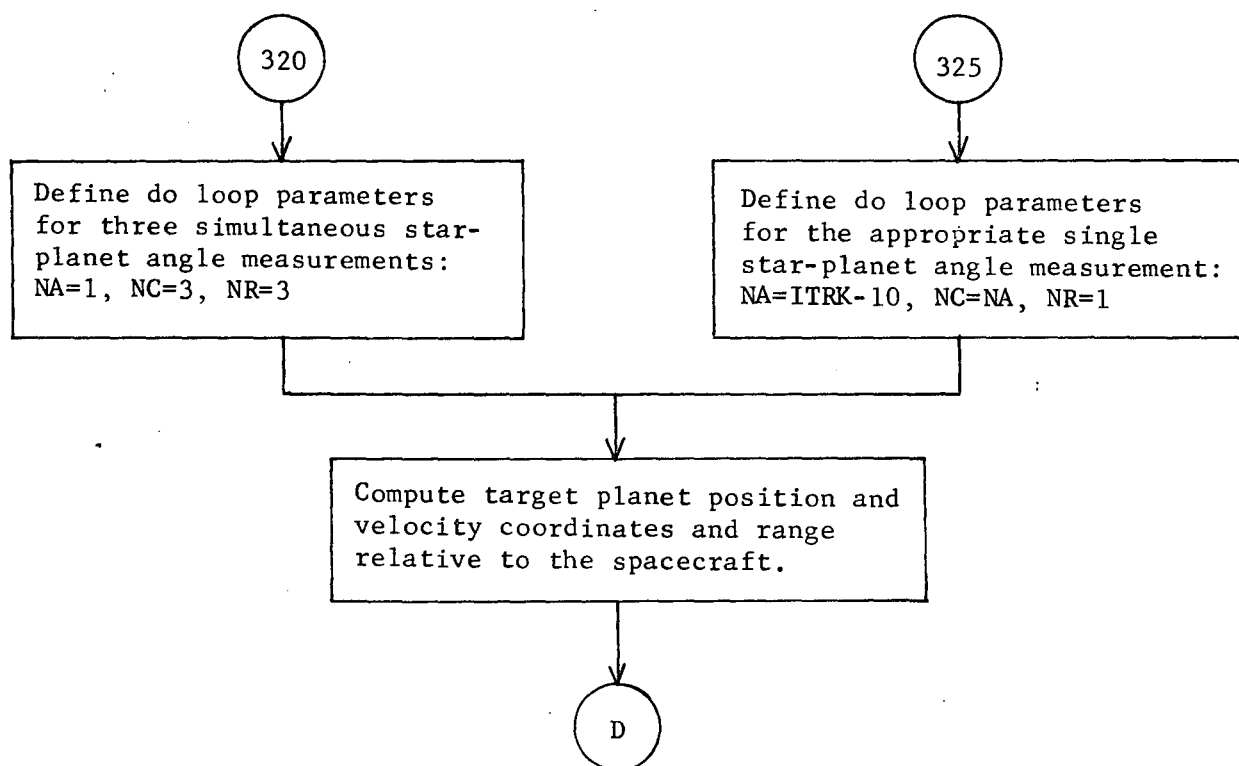 320
325
Define do loop parameters
for three simultaneous star-
planet angle measurements:
NA=1, NC=3, NR=3
Define do loop parameters
for the appropriate single
star-planet angle measurement:
NA=ITRK-10, NC=NA, NR=1
Compute target planet position and
velocity coordinates and range
relative to the spacecraft.
D